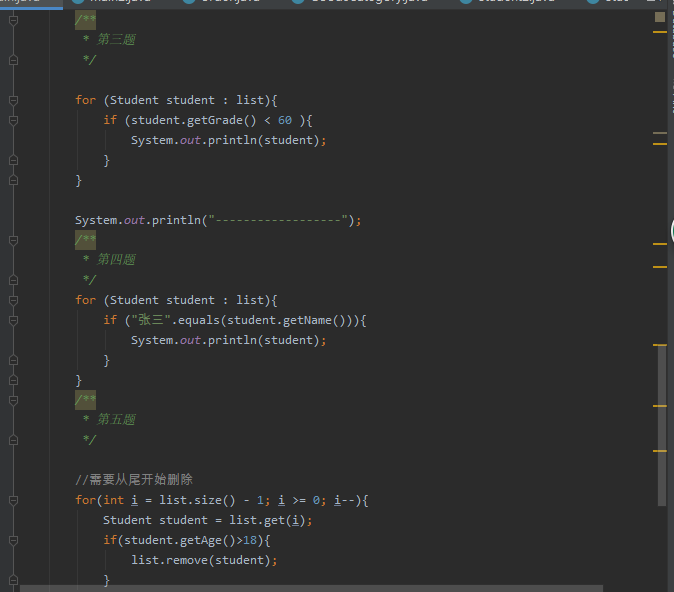 /**
 * 第三题
 */
for (Student student : list){
if (student.getGrade() < 60 ){
System.out.println(student);
}
}
System.out.println("------------------");
/**
 * 第四题
 */
for (Student student : list){
if ("张三".equals(student.getName())){
System.out.println(student);
}
}
/**
 * 第五题
 */
//需要从尾开始删除
for(int i = list.size() - 1; i >= 0; i--){
Student student = list.get(i);
if(student.getAge()>18){
list.remove(student);
}